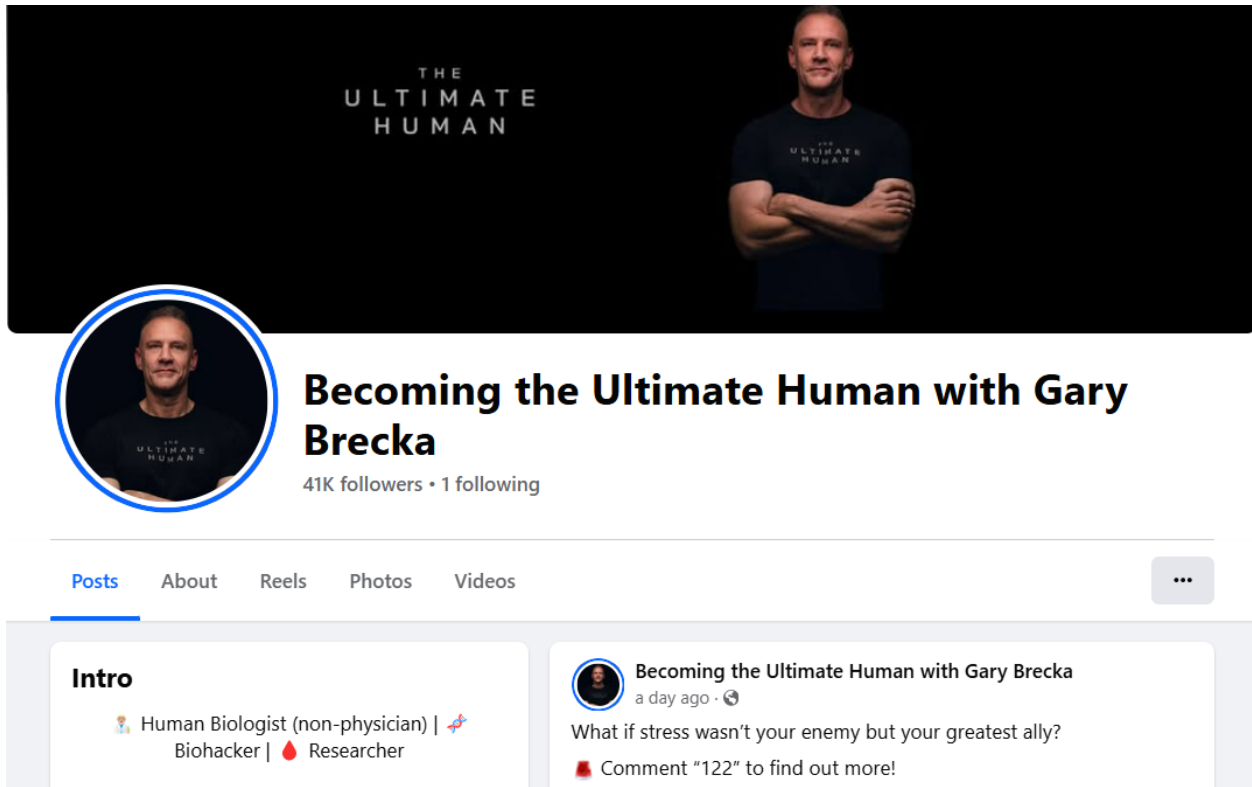 THE
ULTIMATE
HUMAN
THE
ULTIMATE
HUMAN
THE
ULTIMATE
HUMAN
Becoming the Ultimate Human with Gary
Brecka
41K followers • 1 following
Posts About Reels Photos Videos
Intro
👨🏼‍⚕️ Human Biologist (non-physician) | 🧬
Biohacker | 🩸 Researcher
Becoming the Ultimate Human with Gary Brecka
a day ago ·
What if stress wasn’t your enemy but your greatest ally?
Comment “122” to find out more!